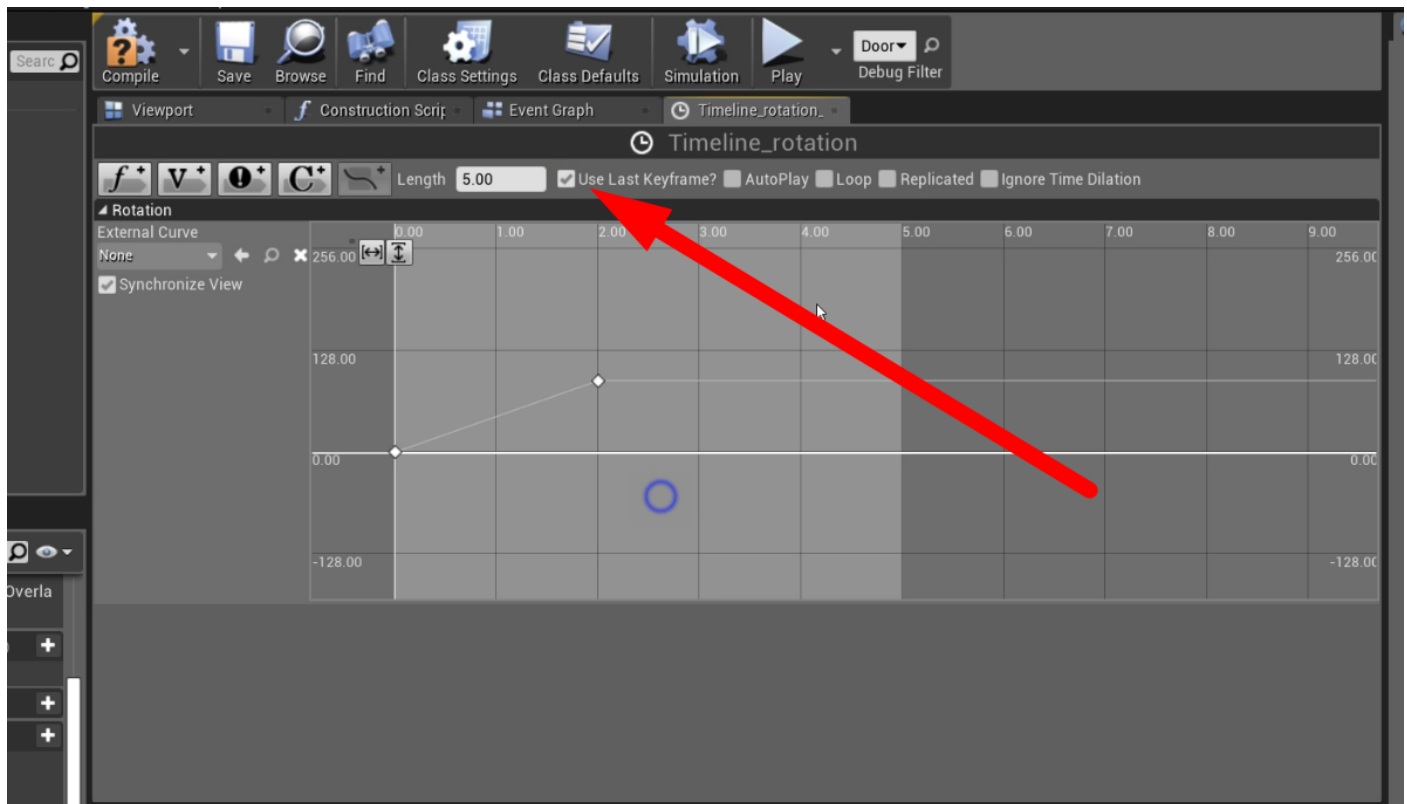 Searc
Compile Save Browse Find Class Settings Class Defaults Simulation Play Door Debug Filter
Viewport Construction Scrip Event Graph Timeline_rotation_
Timeline_rotation
Length 5.00 Use Last Keyframe? AutoPlay Loop Replicated Ignore Time Dilation
Rotation
External Curve 0.00 1.00 2.00 3.00 4.00 5.00 6.00 7.00 8.00 9.00
None 256.00 256.00
Synchronize View
128.00 128.00
0.00 0.00
-128.00 -128.00
Overla